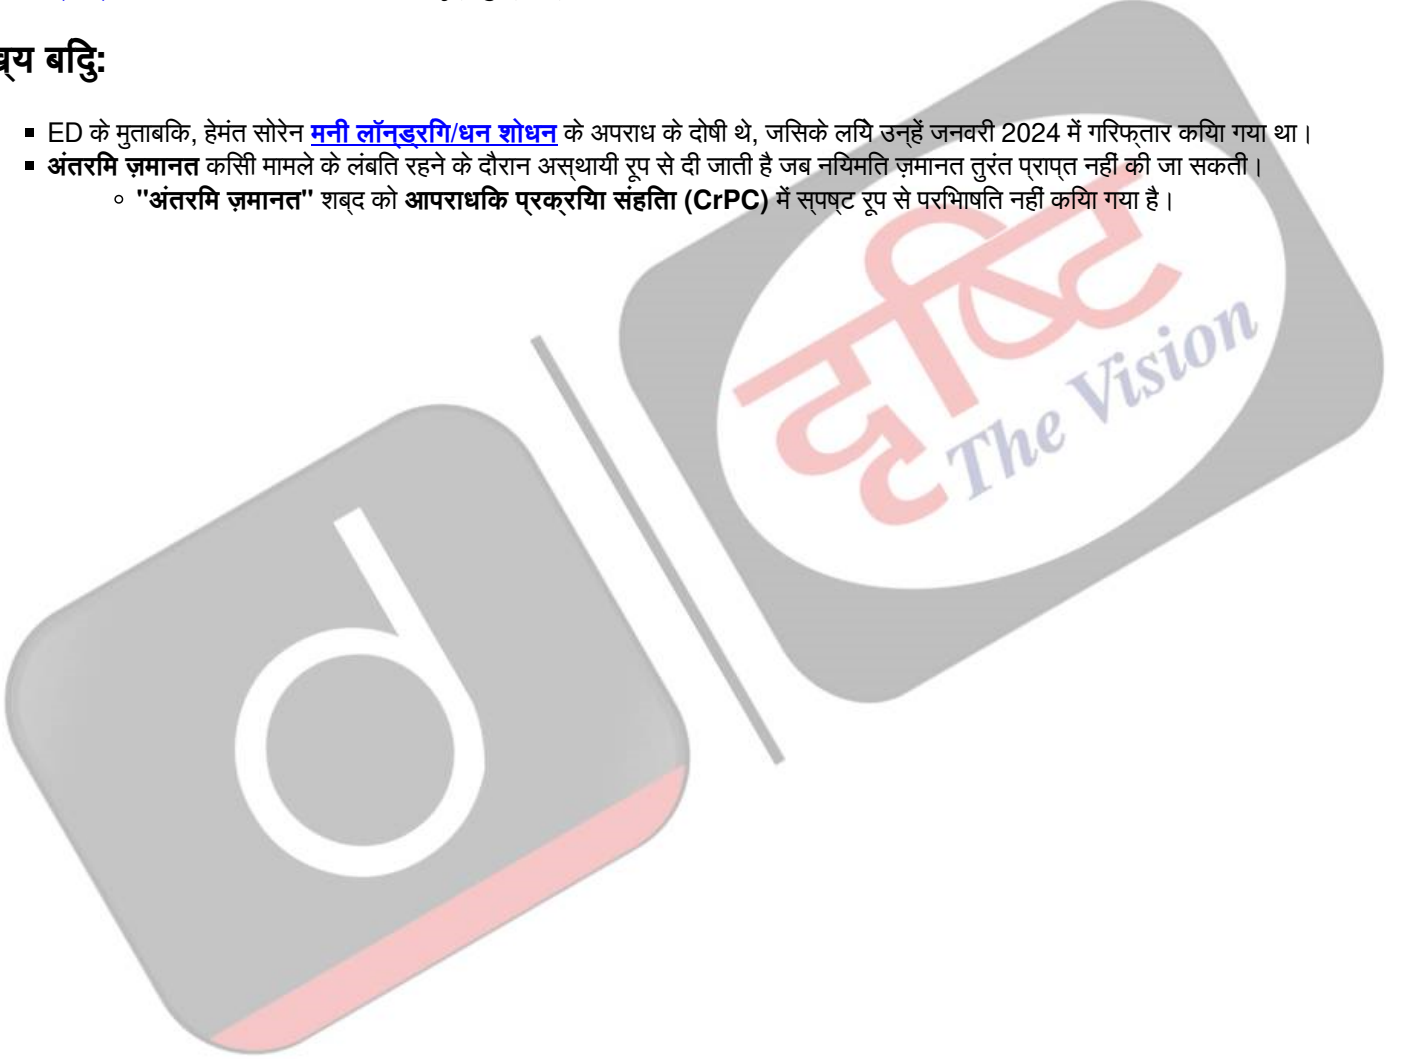 ख्य बिंदु:
ED के मुताबिक, हेमंत सोरेन मनी लॉन्ड्रिंग/धन शोधन के अपराध के दोषी थे, जिसके लिये उन्हें जनवरी 2024 में गिरफ्तार किया गया था।
अंतरिम ज़मानत किसी मामले के लंबित रहने के दौरान अस्थायी रूप से दी जाती है जब नियमित ज़मानत तुरंत प्राप्त नहीं की जा सकती।
"अंतरिम ज़मानत" शब्द को आपराधिक प्रक्रिया संहिता (CrPC) में स्पष्ट रूप से परिभाषित नहीं किया गया है।
दृष्टि
The Vision
d